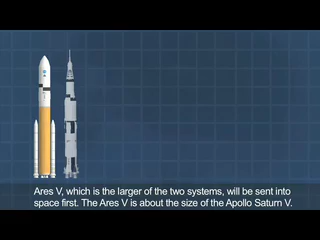 Ares V, which is the larger of the two systems, will be sent into
space first. The Ares V is about the size of the Apollo Saturn V.